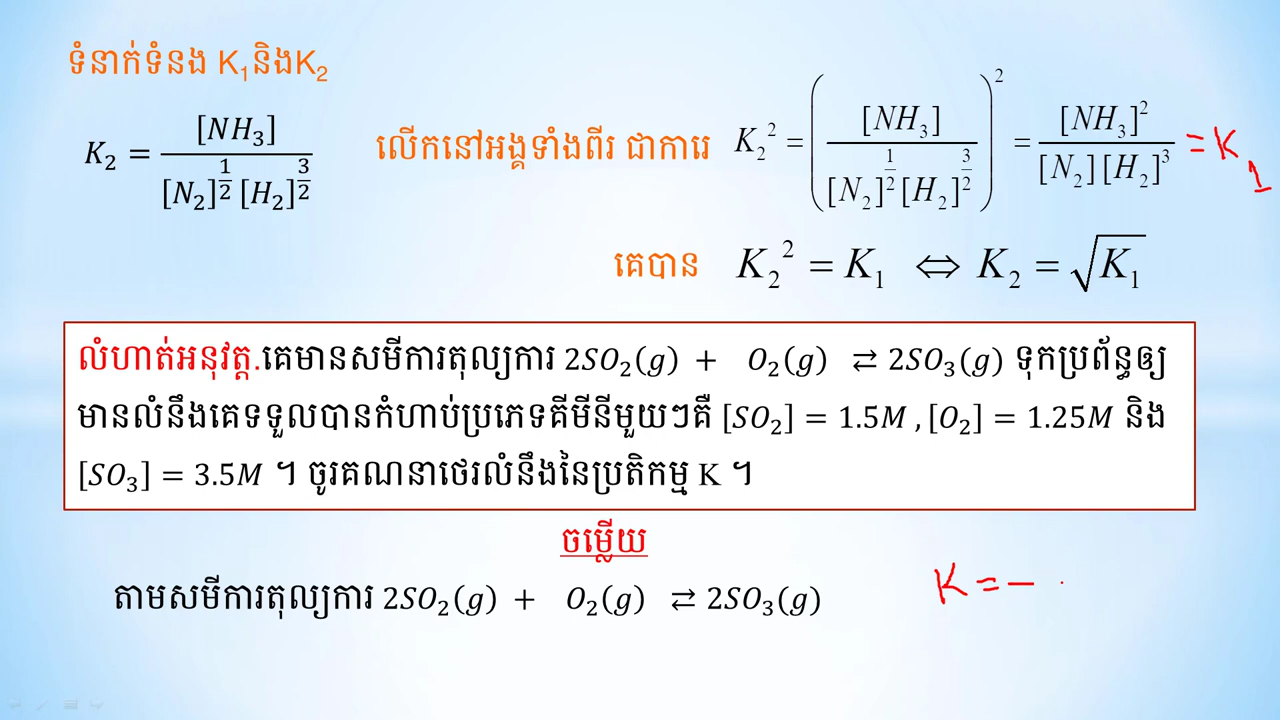 ទំនាក់ទំនង K₁និងK₂
K₂ = [NH₃] / [N₂]^(1/2) [H₂]^(3/2)
លើកនៅអង្គទាំងពីរ ជាការេ K₂² = ([NH₃] / [N₂]^(1/2) [H₂]^(3/2))² = [NH₃]² / [N₂][H₂]³ = K₁
គេបាន K₂² = K₁ ⇔ K₂ = √K₁
លំហាត់អនុវត្ត.គេមានសមីការតុល្យការ 2SO₂(g) + O₂(g) ⇄ 2SO₃(g) ទុកប្រព័ន្ធឲ្យ
មានលំនឹងគេទទួលបានកំហាប់ប្រភេទគីមីនីមួយៗគឺ [SO₂] = 1.5M , [O₂] = 1.25M និង
[SO₃] = 3.5M ។ ចូរគណនាថេរលំនឹងនៃប្រតិកម្ម K ។
ចម្លើយ
តាមសមីការតុល្យការ 2SO₂(g) + O₂(g) ⇄ 2SO₃(g) K = –